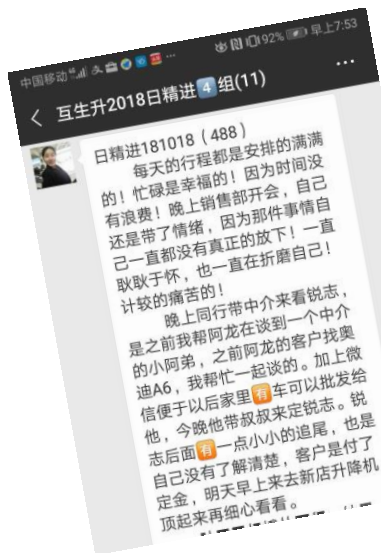 中国移动 92% 早上7:53
互生升2018日精进4组(11)
日精进181018（488）
每天的行程都是安排的满满
的！忙碌是幸福的！因为时间没
有浪费！晚上销售部开会，自己
还是带了情绪，因为那件事情自
己一直都没有真正的放下！一直
耿耿于怀，也一直在折磨自己！
计较的痛苦的！
晚上同行带中介来看锐志，
是之前我帮阿龙在谈到一个中介
的小阿弟，之前阿龙的客户找奥
迪A6，我帮忙一起谈的。加上微
信便于以后家里有车可以批发给
他，今晚他带叔叔来定锐志。锐
志后面有一点小小的追尾，也是
自己没有了解清楚，客户是付了
定金，明天早上来去新店升降机
顶起来再细心看看。